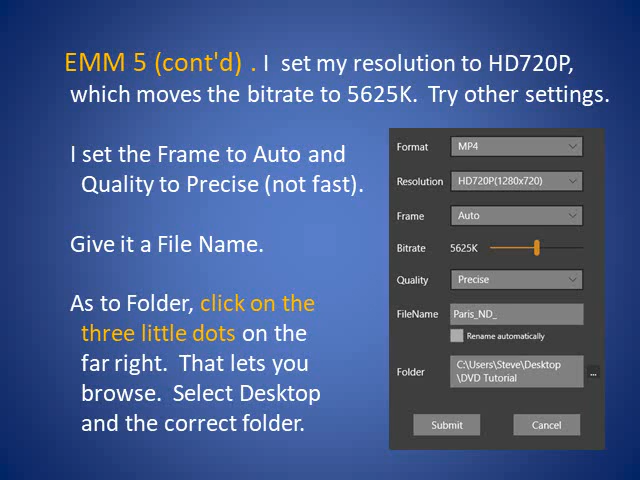 EMM 5 (cont'd) . I  set my resolution to HD720P,
which moves the bitrate to 5625K.  Try other settings.
I set the Frame to Auto and
Quality to Precise (not fast).
Give it a File Name.
As to Folder, click on the
three little dots on the
far right.  That lets you
browse.  Select Desktop
and the correct folder.
Format MP4
Resolution HD720P(1280x720)
Frame Auto
Bitrate 5625K
Quality Precise
FileName Paris_ND_
Rename automatically
Folder C:\Users\Steve\Desktop
\DVD Tutorial ...
Submit Cancel